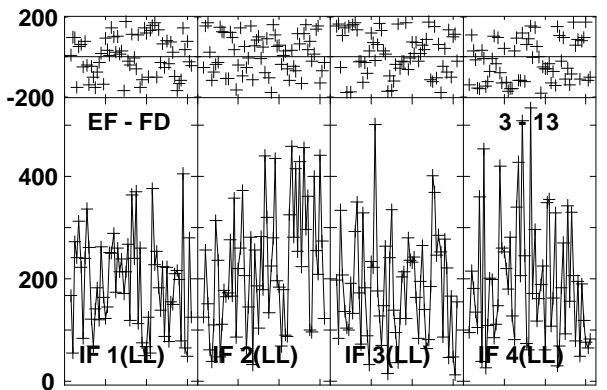 200
-200
EF - FD
3 - 13
400
200
IF 1(LL)
IF 2(LL)
IF 3(LL)
IF 4(LL)
0